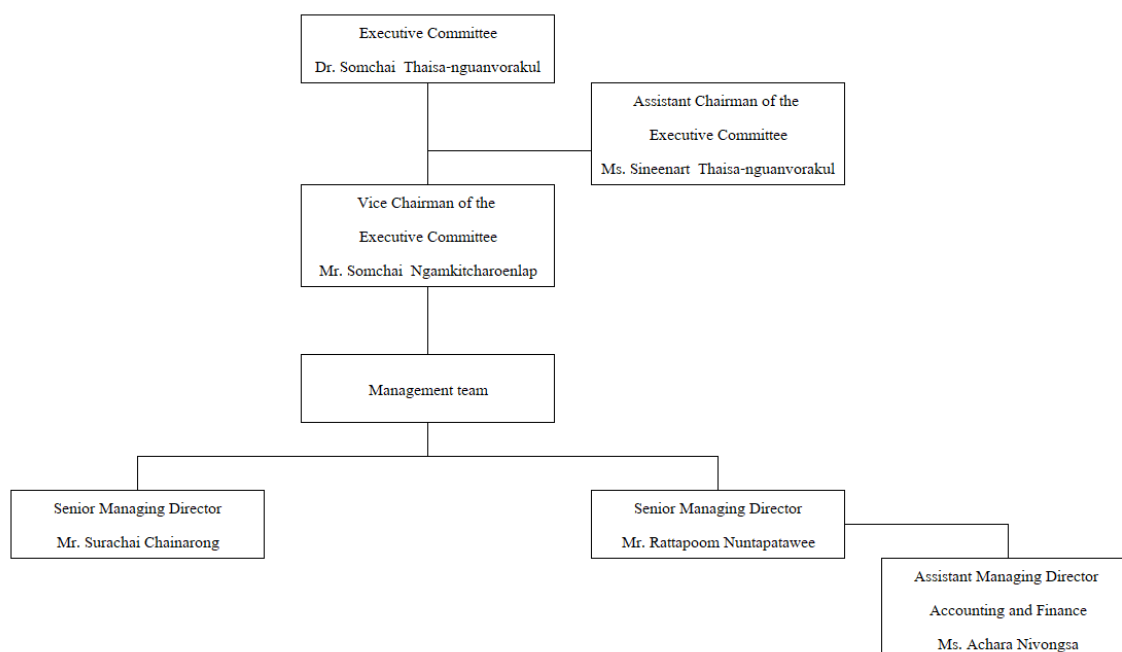 Executive Committee
Dr. Somchai Thaisa-nguanvorakul
Assistant Chairman of the
Executive Committee
Ms. Sineenart Thaisa-nguanvorakul
Vice Chairman of the
Executive Committee
Mr. Somchai Ngamkitcharoenlap
Management team
Senior Managing Director
Mr. Surachai Chainarong
Senior Managing Director
Mr. Rattapoom Nuntapatawee
Assistant Managing Director
Accounting and Finance
Ms. Achara Nivongsa